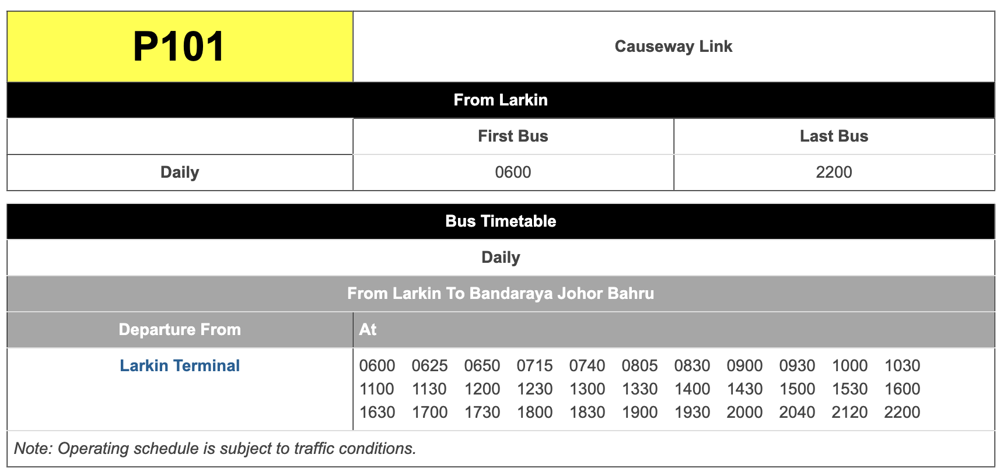 P101
Causeway Link
From Larkin
First Bus
Last Bus
Daily
0600
2200
Bus Timetable
Daily
From Larkin To Bandaraya Johor Bahru
Departure From
At
Larkin Terminal
0600 0625 0650 0715 0740 0805 0830 0900 0930 1000 1030
1100 1130 1200 1230 1300 1330 1400 1430 1500 1530 1600
1630 1700 1730 1800 1830 1900 1930 2000 2040 2120 2200
Note: Operating schedule is subject to traffic conditions.